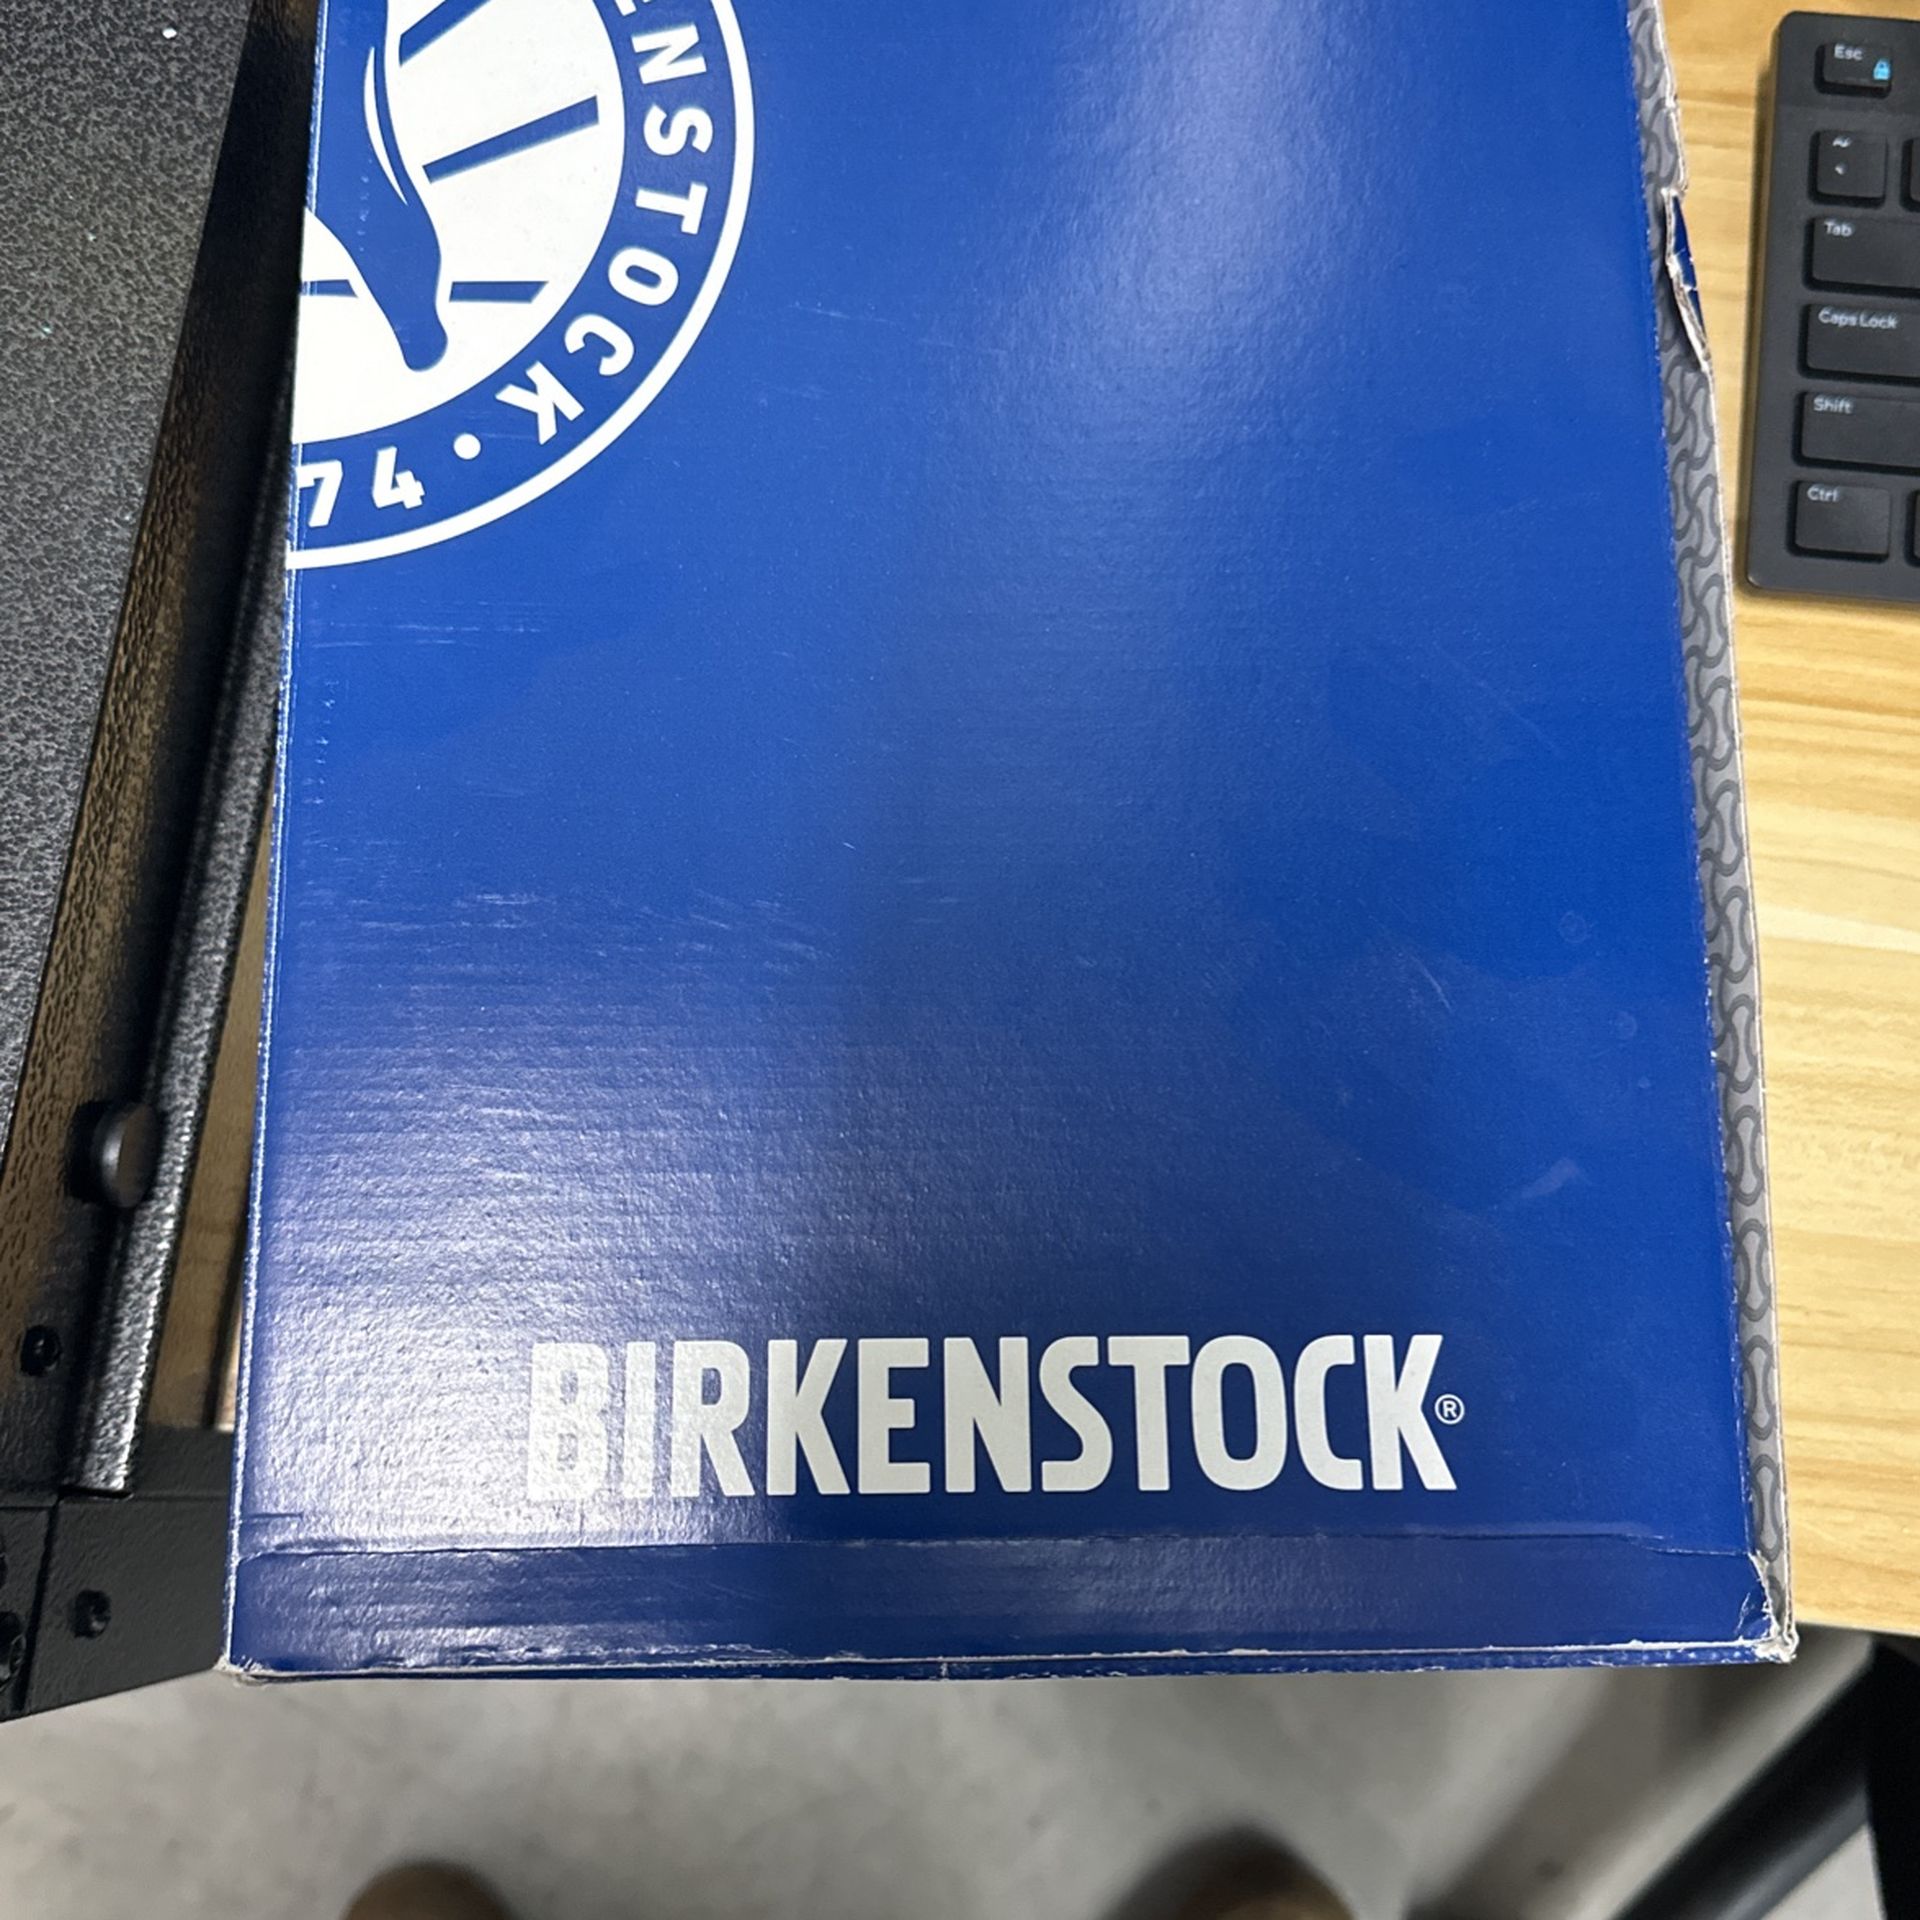 ENSTOCK • 74
BIRKENSTOCK®
Esc
Tab
Caps Lock
Shift
Ctrl